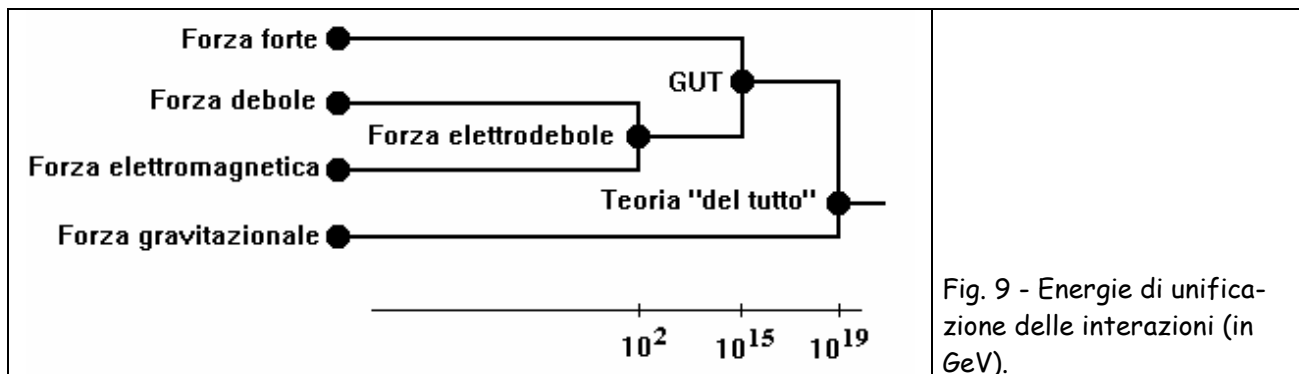 Forza forte
GUT
Forza debole
Forza elettrodebole
Forza elettromagnetica
Teoria "del tutto"
Forza gravitazionale
10^2 10^15 10^19
Fig. 9 - Energie di unifica-
zione delle interazioni (in
GeV).